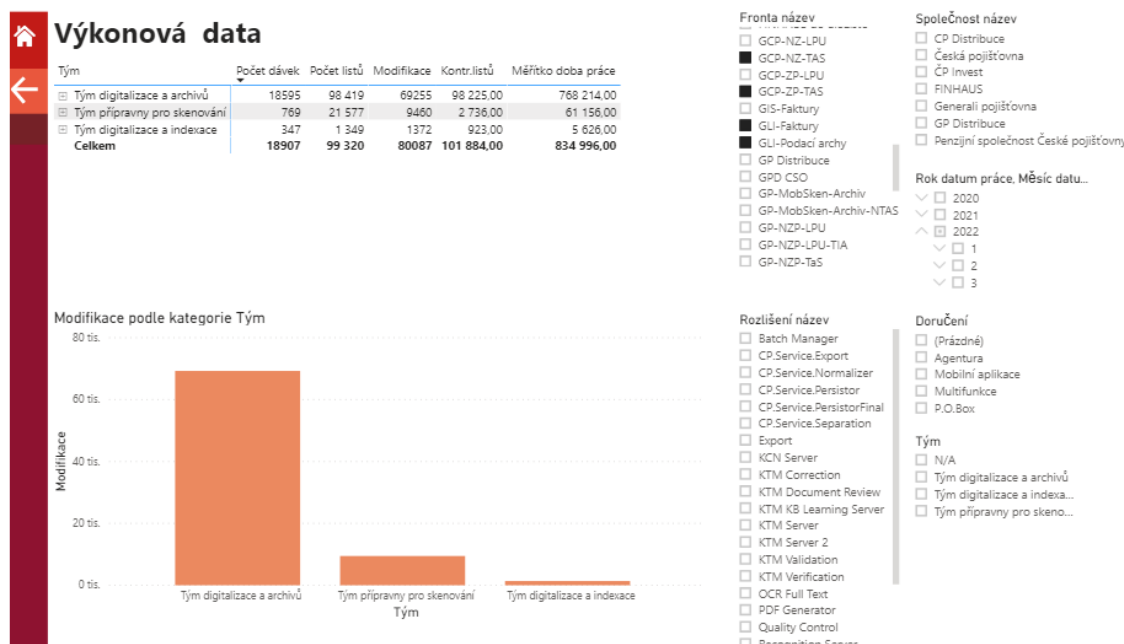 Výkonová data
Tým Počet dávek Počet listů Modifikace Kontr.listů Měřítko doba práce
Tým digitalizace a archivů 18595 98 419 69255 98 225,00 768 214,00
Tým přípravny pro skenování 769 21 577 9460 2 736,00 61 156,00
Tým digitalizace a indexace 347 1 349 1372 923,00 5 626,00
Celkem 18907 99 320 80087 101 884,00 834 996,00
Modifikace podle kategorie Tým
Modifikace
80 tis.
60 tis.
40 tis.
20 tis.
0 tis.
Tým digitalizace a archivů
Tým přípravny pro skenování
Tým digitalizace a indexace
Tým
Fronta název
GCP-NZ-LPU
GCP-NZ-TAS
GCP-ZP-LPU
GCP-ZP-TAS
GIS-Faktury
GLI-Faktury
GLI-Podací archy
GP Distribuce
GPD CSO
GP-MobSken-Archiv
GP-MobSken-Archiv-NTAS
GP-NZP-LPU
GP-NZP-LPU-TIA
GP-NZP-TaS
Společnost název
CP Distribuce
Česká pojišťovna
ČP Invest
FINHAUS
Generali pojišťovna
GP Distribuce
Penzijní společnost České pojišťovny
Rok datum práce, Měsíc datu...
2020
2021
2022
1
2
3
Rozlišení název
Batch Manager
CP.Service.Export
CP.Service.Normalizer
CP.Service.Persistor
CP.Service.PersistorFinal
CP.Service.Separation
Export
KCN Server
KTM Correction
KTM Document Review
KTM KB Learning Server
KTM Server
KTM Server 2
KTM Validation
KTM Verification
OCR Full Text
PDF Generator
Quality Control
Recognition Server
Doručení
(Prázdné)
Agentura
Mobilní aplikace
Multifunkce
P.O.Box
Tým
N/A
Tým digitalizace a archivů
Tým digitalizace a indexa...
Tým přípravny pro skeno...